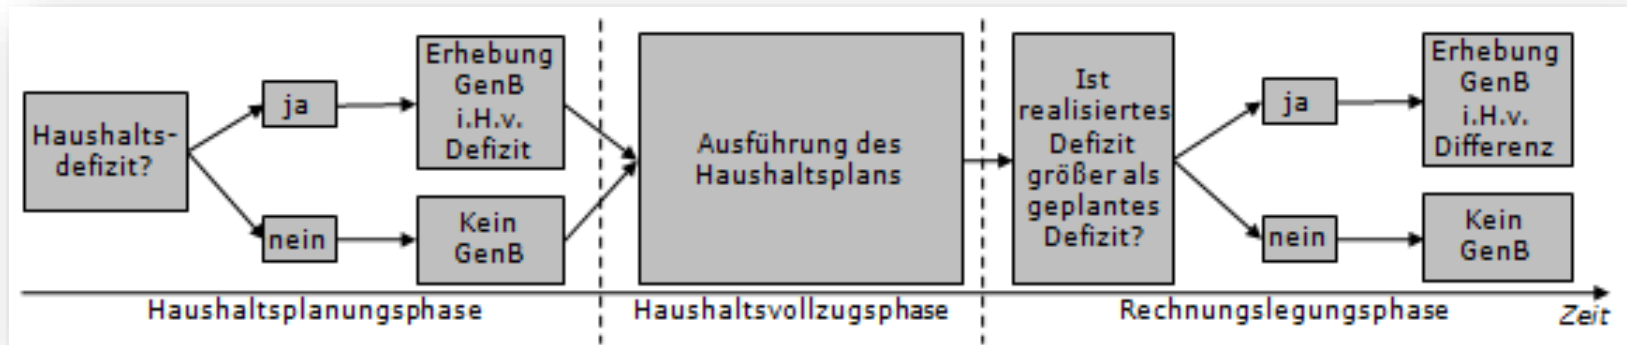 Haushalts-
defizit?
ja
nein
Erhebung
GenB
i.H.v.
Defizit
Kein
GenB
Ausführung des
Haushaltsplans
Ist
realisiertes
Defizit
größer als
geplantes
Defizit?
ja
nein
Erhebung
GenB
i.H.v.
Differenz
Kein
GenB
Haushaltsplanungsphase
Haushaltsvollzugsphase
Rechnungslegungsphase
Zeit